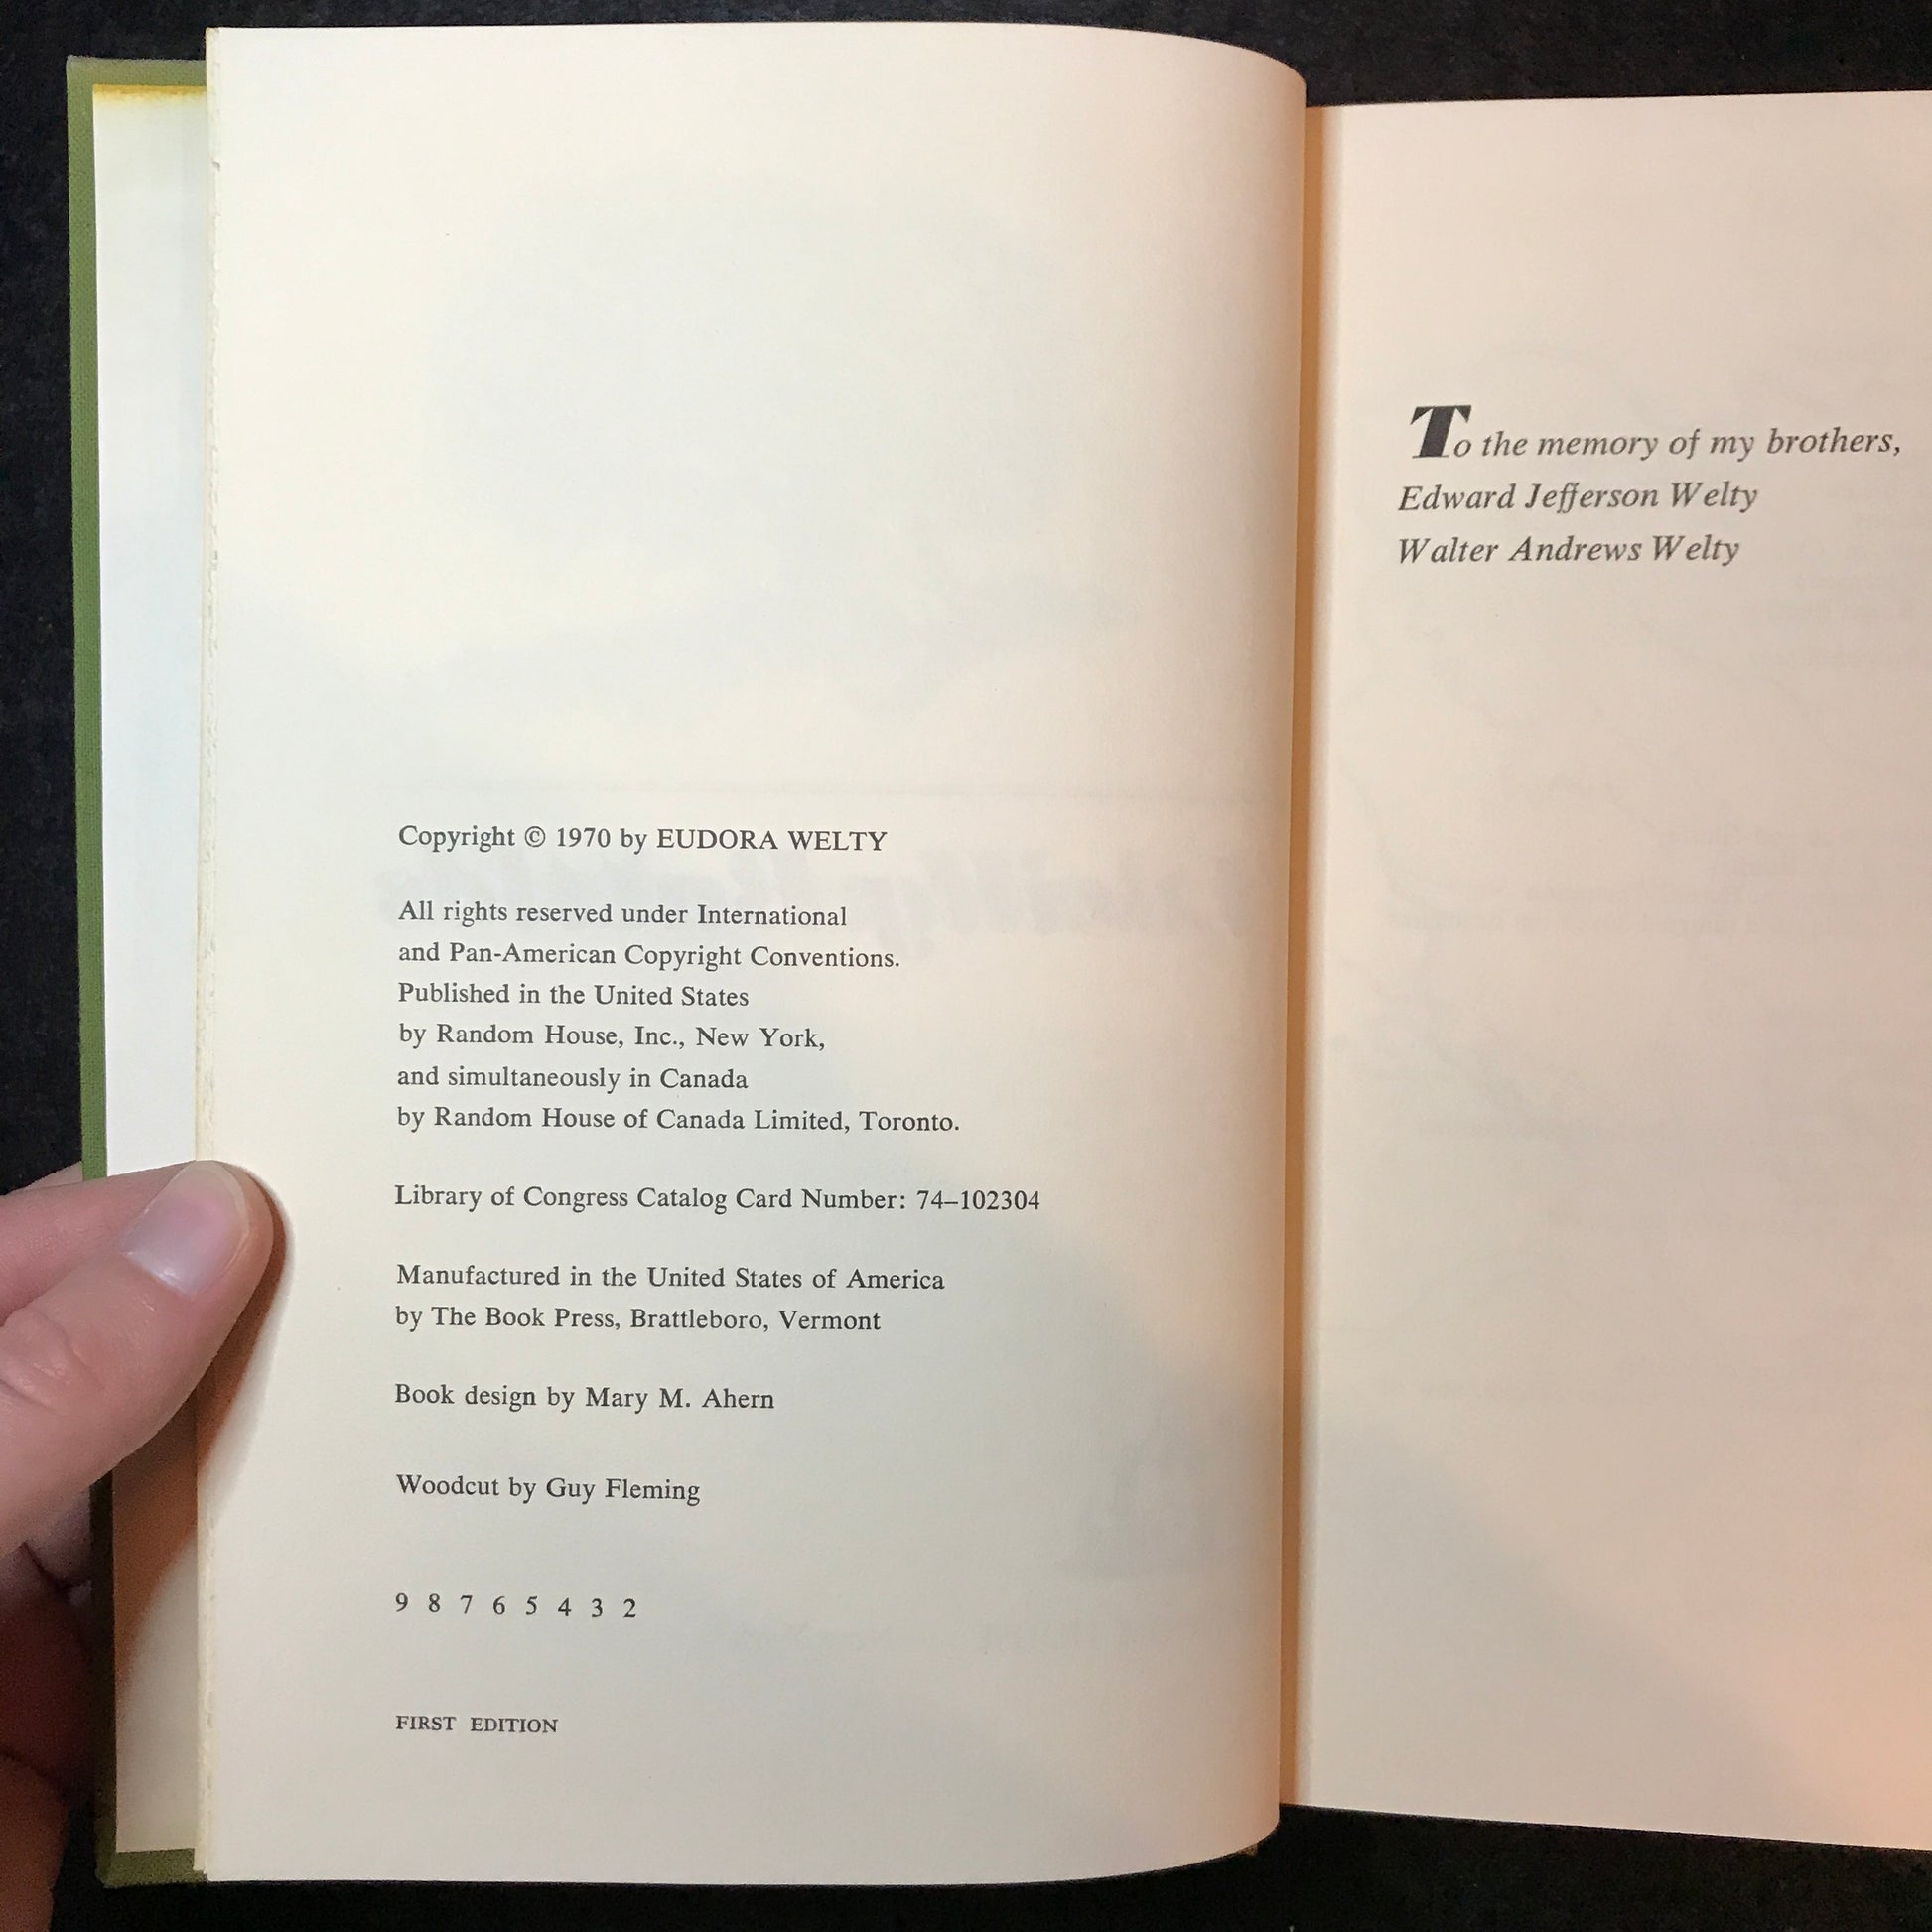 Copyright © 1970 by EUDORA WELTY
All rights reserved under International
and Pan-American Copyright Conventions.
Published in the United States
by Random House, Inc., New York,
and simultaneously in Canada
by Random House of Canada Limited, Toronto.
Library of Congress Catalog Card Number: 74–102304
Manufactured in the United States of America
by The Book Press, Brattleboro, Vermont
Book design by Mary M. Ahern
Woodcut by Guy Fleming
9 8 7 6 5 4 3 2
FIRST EDITION
To the memory of my brothers,
Edward Jefferson Welty
Walter Andrews Welty